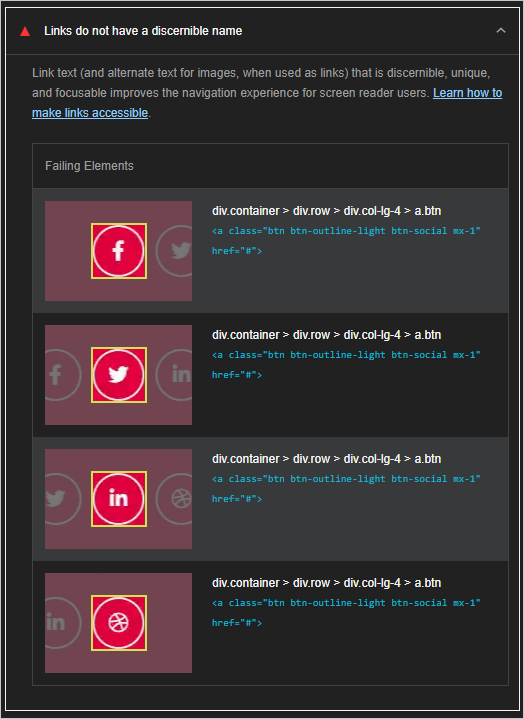 Links do not have a discernible name
Link text (and alternate text for images, when used as links) that is discernible, unique,
and focusable improves the navigation experience for screen reader users. Learn how to
make links accessible.
Failing Elements
div.container > div.row > div.col-lg-4 > a.btn
<a class="btn btn-outline-light btn-social mx-1"
href="#">
div.container > div.row > div.col-lg-4 > a.btn
<a class="btn btn-outline-light btn-social mx-1"
href="#">
div.container > div.row > div.col-lg-4 > a.btn
<a class="btn btn-outline-light btn-social mx-1"
href="#">
div.container > div.row > div.col-lg-4 > a.btn
<a class="btn btn-outline-light btn-social mx-1"
href="#">